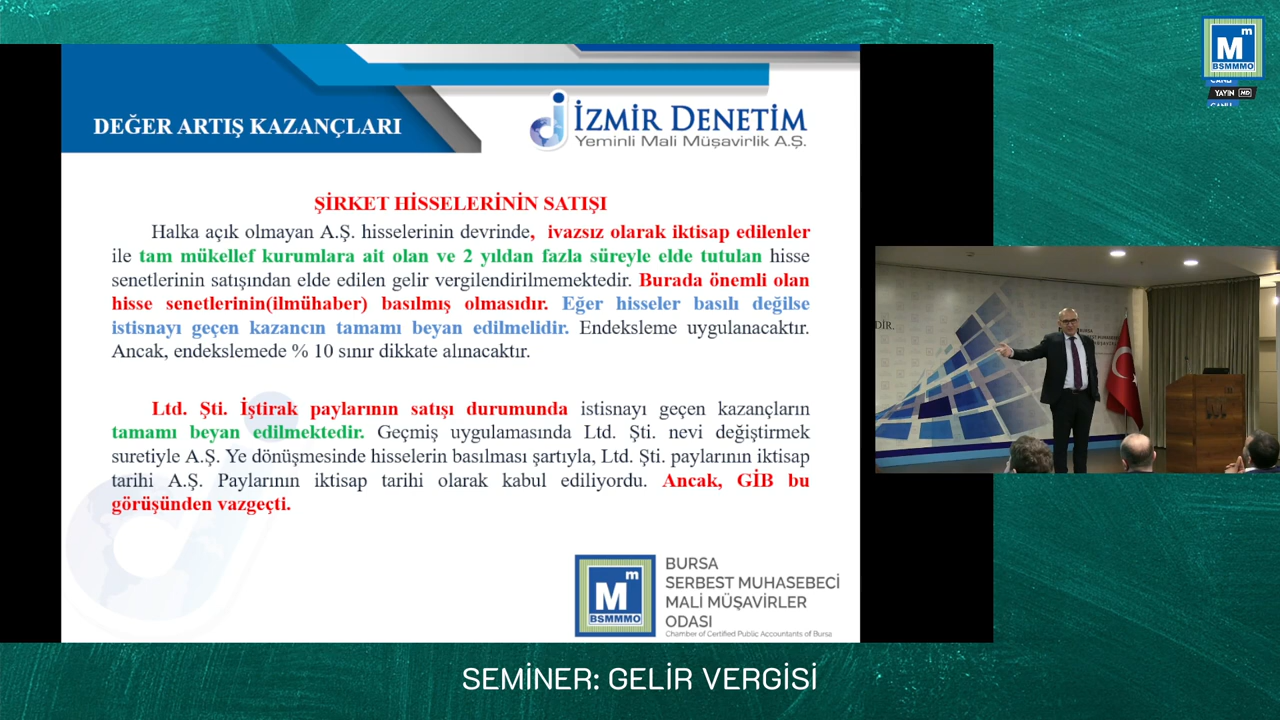 M
m
BSMMMO
YAYIN HD
DEĞER ARTIŞ KAZANÇLARI
İZMİR DENETİM
Yeminli Mali Müşavirlik A.Ş.
ŞİRKET HİSSELERİNİN SATIŞI
Halka açık olmayan A.Ş. hisselerinin devrinde, ivazsız olarak iktisap edilenler
ile tam mükellef kurumlara ait olan ve 2 yıldan fazla süreyle elde tutulan hisse
senetlerinin satışından elde edilen gelir vergilendirilmemektedir. Burada önemli olan
hisse senetlerinin(ilmühaber) basılmış olmasıdır. Eğer hisseler basılı değilse
istisnayı geçen kazancın tamamı beyan edilmelidir. Endeksleme uygulanacaktır.
Ancak, endekslemede % 10 sınır dikkate alınacaktır.
Ltd. Şti. İştirak paylarının satışı durumunda istisnayı geçen kazançların
tamamı beyan edilmektedir. Geçmiş uygulamasında Ltd. Şti. nevi değiştirmek
suretiyle A.Ş. Ye dönüşmesinde hisselerin basılması şartıyla, Ltd. Şti. paylarının iktisap
tarihi A.Ş. Paylarının iktisap tarihi olarak kabul ediliyordu. Ancak, GİB bu
görüşünden vazgeçti.
M
m
BSMMMO
BURSA
SERBEST MUHASEBECİ
MALİ MÜŞAVİRLER
ODASI
Chamber of Certified Public Accountants of Bursa
DİR.
BURSA
SEMİNER: GELİR VERGİSİ